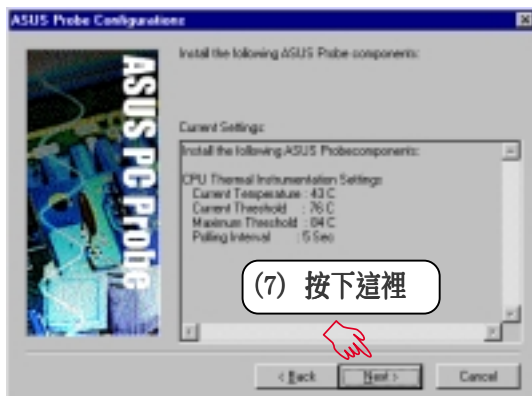 ASUS Probe Configurations
ASUS PC Probe
Install the following ASUS Probe components:
Current Settings:
Install the following ASUS Probecomponents:
CPU Thermal Instrumentation Settings
Current Temperature : 43 C
Current Threshold : 76 C
Maximum Threshold : 84 C
Polling Interval : 5 Sec
(7) 按下這裡
< Back
Next >
Cancel